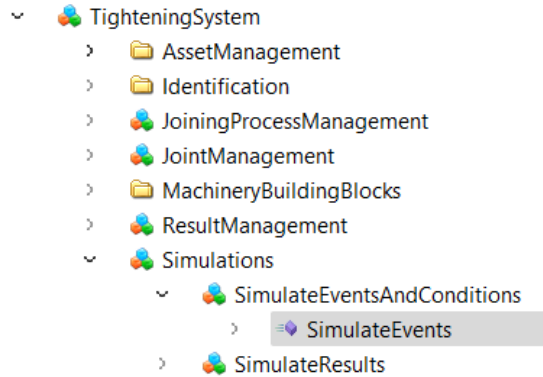 TighteningSystem
AssetManagement
Identification
JoiningProcessManagement
JointManagement
MachineryBuildingBlocks
ResultManagement
Simulations
SimulateEventsAndConditions
SimulateEvents
SimulateResults